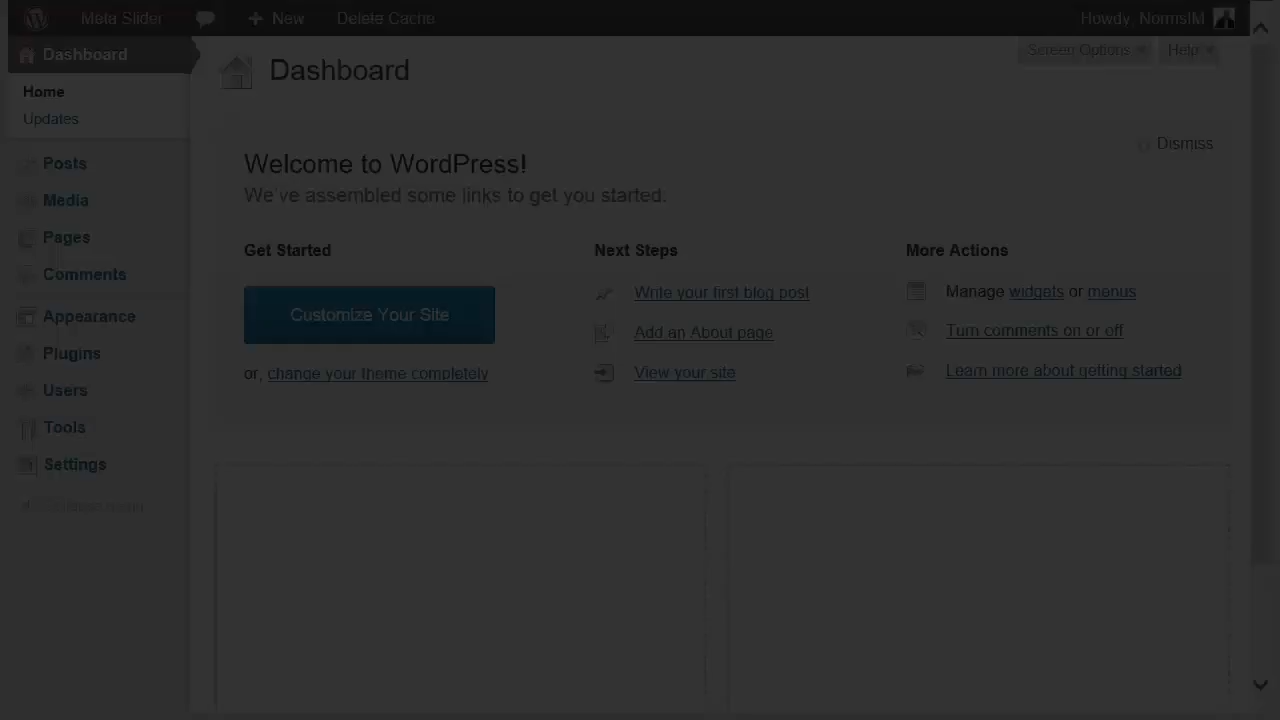 Meta Slider
New
Delete Cache
Howdy, NormsIM
Dashboard
Home
Updates
Posts
Media
Pages
Comments
Appearance
Plugins
Users
Tools
Settings
Screen Options
Help
Dashboard
Dismiss
Welcome to WordPress!
We've assembled some links to get you started.
Get Started
Customize Your Site
or, change your theme completely
Next Steps
Write your first blog post
Add an About page
View your site
More Actions
Manage widgets or menus
Turn comments on or off
Learn more about getting started